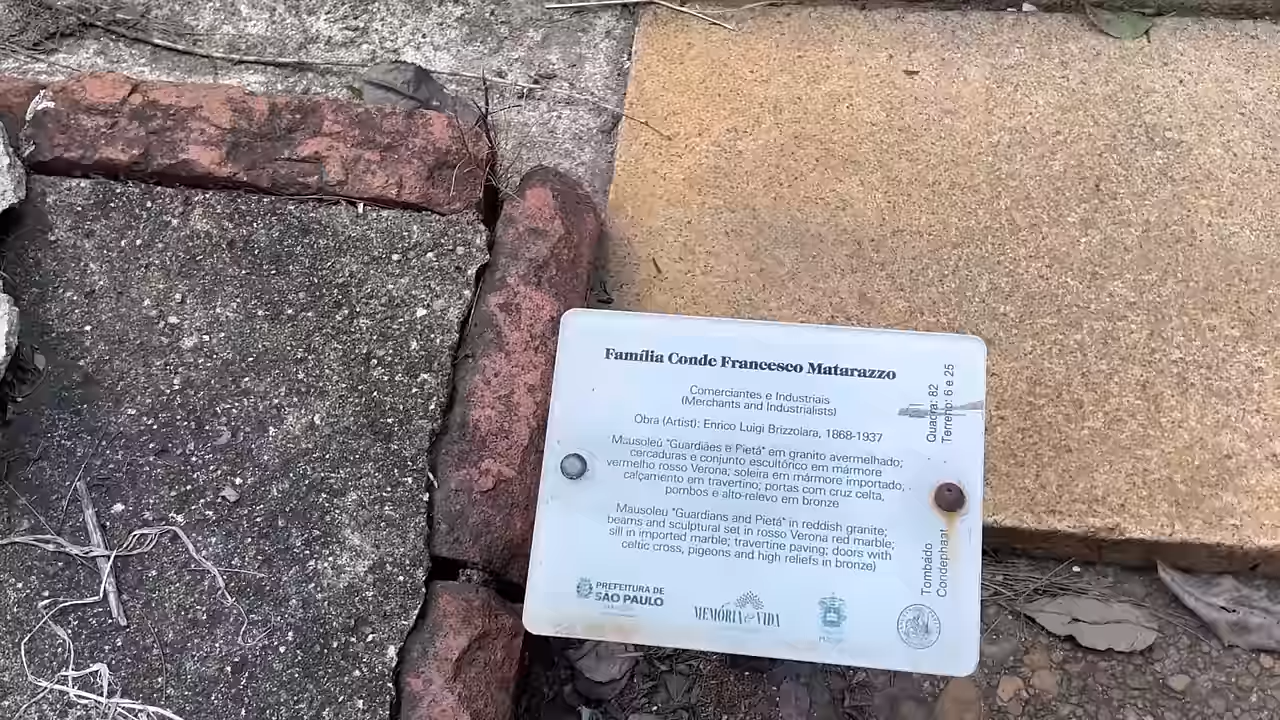 Família Conde Francesco Matarazzo
Comerciantes e Industriais
(Merchants and Industrialists)
Obra (Artist): Enrico Luigi Brizzolara, 1868-1937
Mausoleú "Guardiães e Pietá" em granito avermelhado;
cercaduras e conjunto escultórico em mármore
vermelho rosso Verona; soleira em mármore importado,
calçamento em travertino; portas com cruz celta,
pombos e alto-relevo em bronze
Mausoleu "Guardians and Pietá" in reddish granite;
beams and sculptural set in rosso Verona red marble;
sill in imported marble; travertine paving; doors with
celtic cross, pigeons and high reliefs in bronze)
Quadra: 82
Terreno: 6 e 25
Tombado
Condephaat
PREFEITURA DE
SÃO PAULO
MEMÓRIA & VIDA